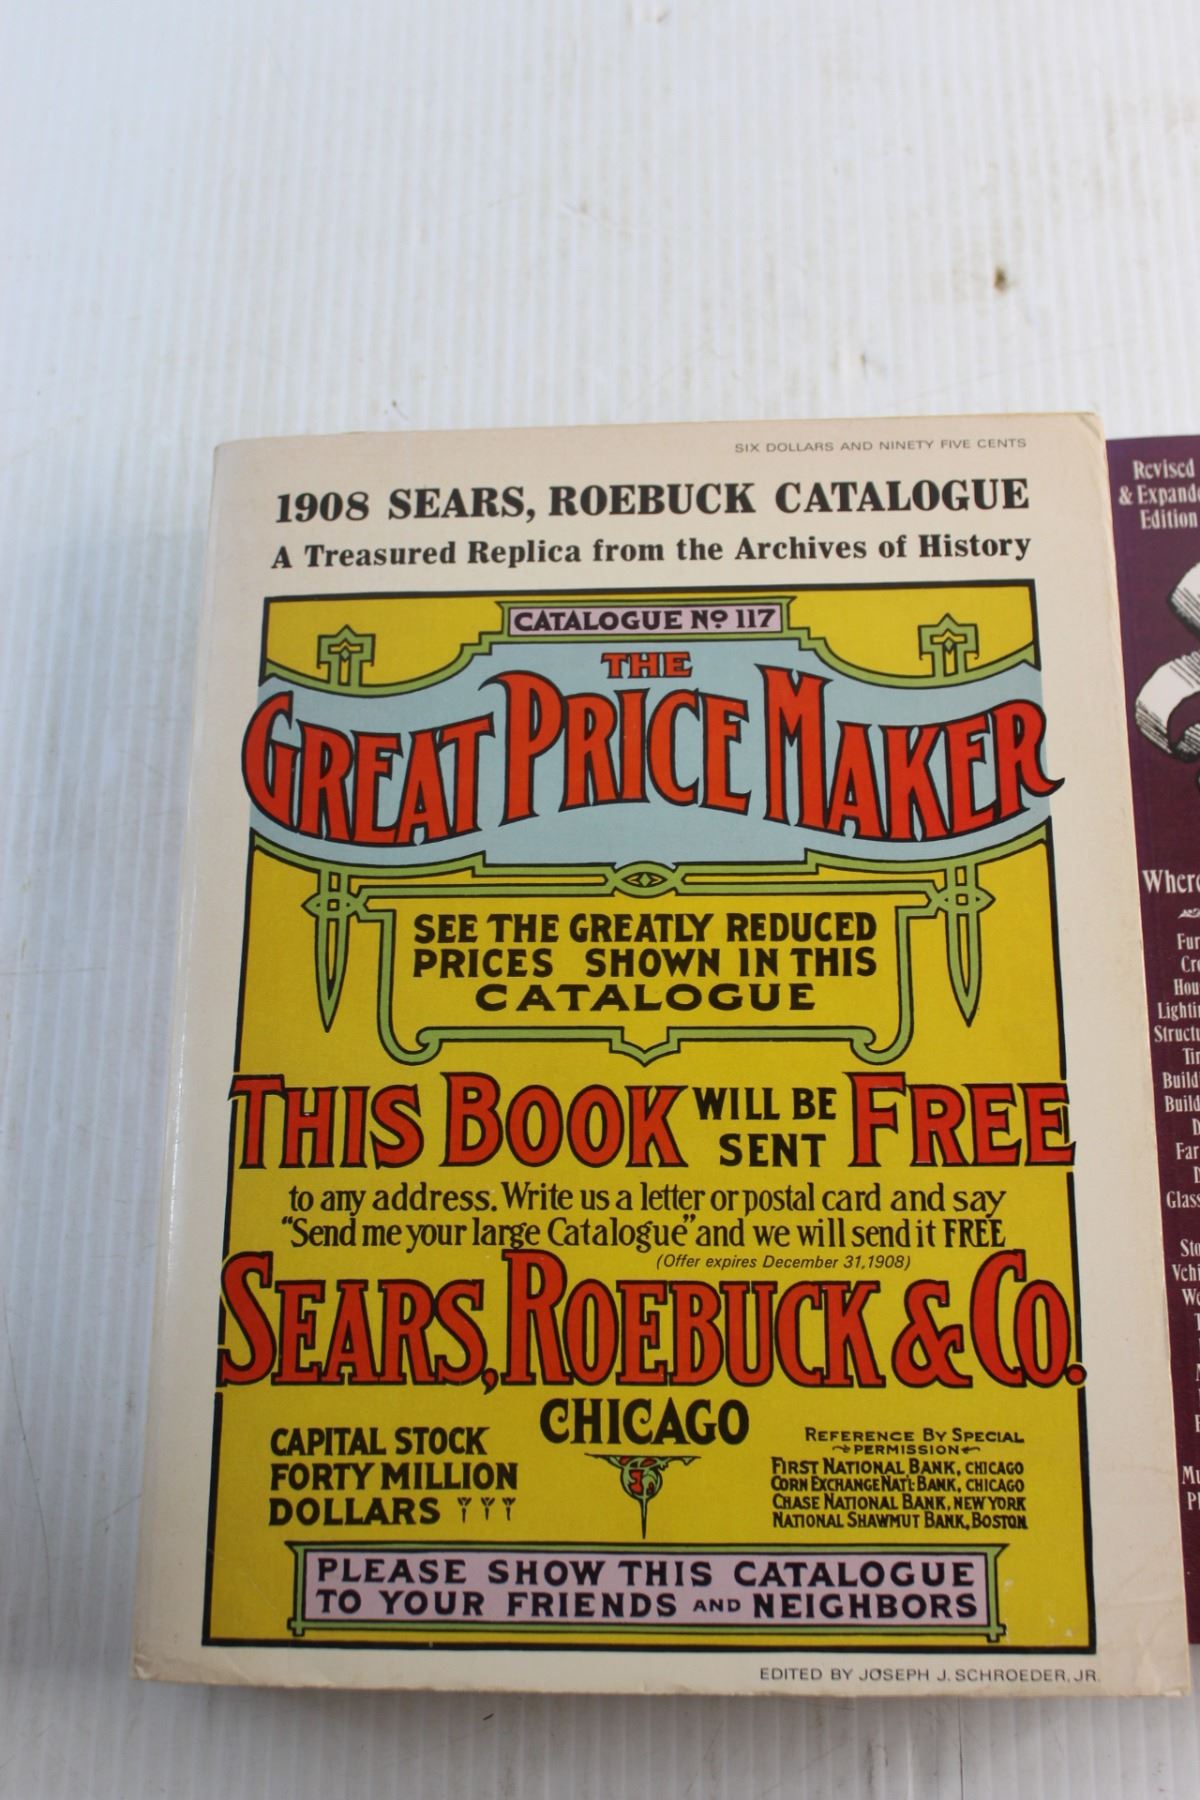 SIX DOLLARS AND NINETY FIVE CENTS
1908 SEARS, ROEBUCK CATALOGUE
A Treasured Replica from the Archives of History
CATALOGUE Nº 117
THE
GREAT PRICE MAKER
SEE THE GREATLY REDUCED
PRICES SHOWN IN THIS
CATALOGUE
THIS BOOK WILL BE SENT FREE
to any address. Write us a letter or postal card and say
"Send me your large Catalogue" and we will send it FREE
(Offer expires December 31, 1908)
SEARS, ROEBUCK & CO.
CHICAGO
CAPITAL STOCK
FORTY MILLION
DOLLARS
REFERENCE BY SPECIAL
PERMISSION
FIRST NATIONAL BANK, CHICAGO
CORN EXCHANGE NAT'L BANK, CHICAGO
CHASE NATIONAL BANK, NEW YORK
NATIONAL SHAWMUT BANK, BOSTON
PLEASE SHOW THIS CATALOGUE
TO YOUR FRIENDS AND NEIGHBORS
EDITED BY JOSEPH J. SCHROEDER, JR.
Revised
& Expande
Edition